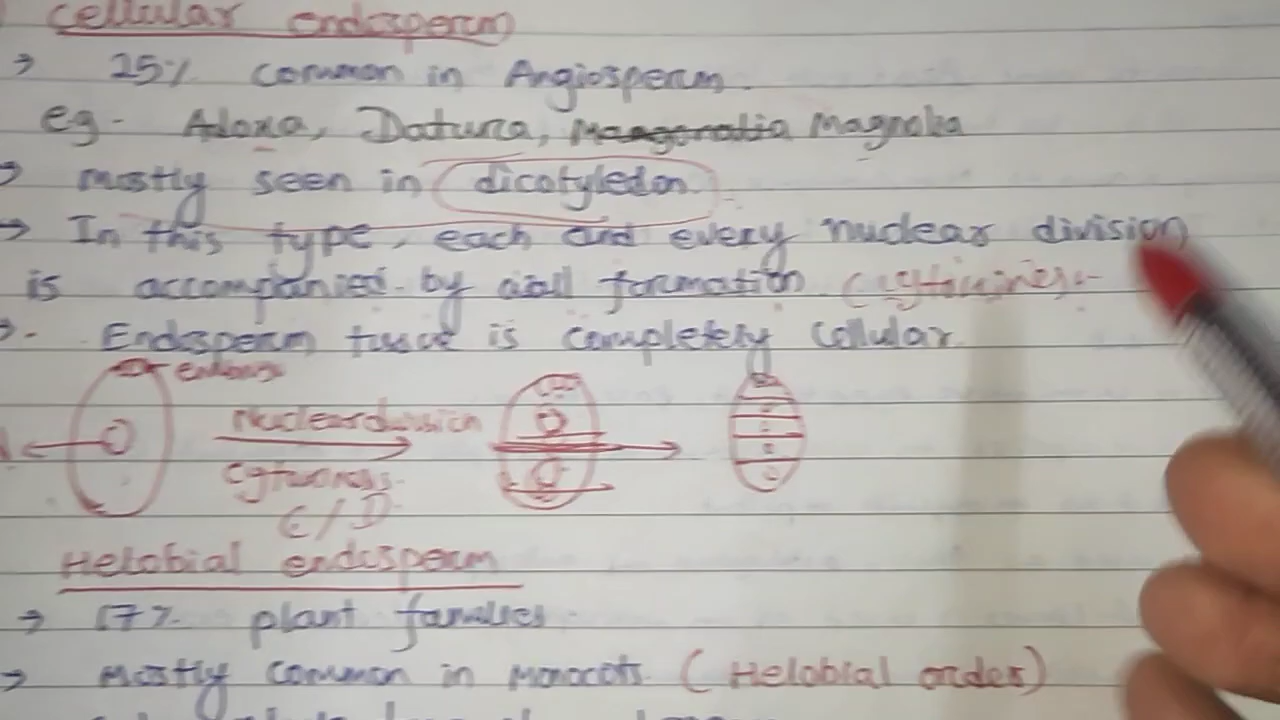 Cellular endosperm
→ 25% common in Angiosperm.
eg- Adoxa, Datura, Magnolia
→ mostly seen in dicotyledon.
→ In this type, each and every nuclear division
is accompanied by wall formation (cytokinesis):-
→. Endosperm tissue is completely cellular
embryo
Nuclear division
Cytokinesis
C/D
Helobial endosperm
→ 17% plant families.
→ Mostly common in Monocots. (Helobial order)